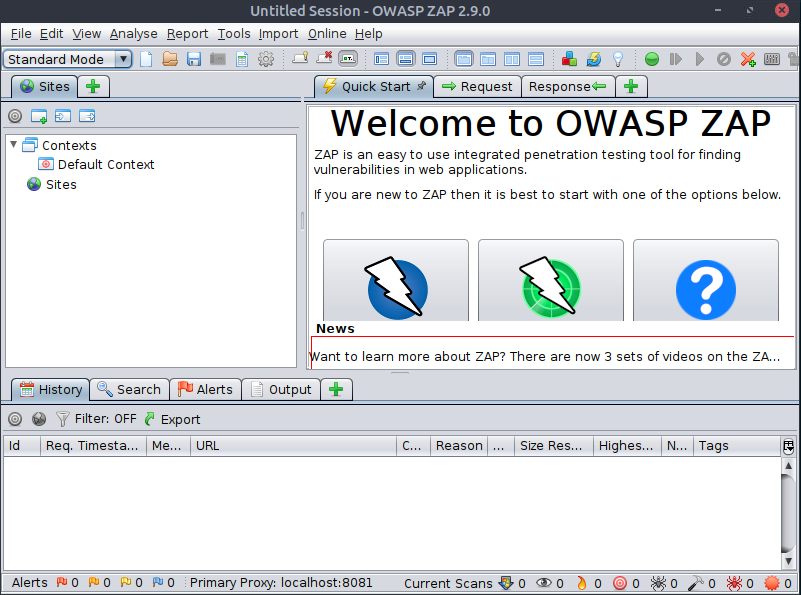 Untitled Session - OWASP ZAP 2.9.0
File Edit View Analyse Report Tools Import Online Help
Standard Mode
Sites
Quick Start Request Response
Contexts
Default Context
Sites
Welcome to OWASP ZAP
ZAP is an easy to use integrated penetration testing tool for finding
vulnerabilities in web applications.
If you are new to ZAP then it is best to start with one of the options below.
?
News
Want to learn more about ZAP? There are now 3 sets of videos on the ZA...
History Search Alerts Output
Filter: OFF Export
Id Req. Timesta... Me... URL C... Reason ... Size Res... Highes... N... Tags
Alerts 0 0 0 0 Primary Proxy: localhost:8081 Current Scans 0 0 0 0 0 0 0 0